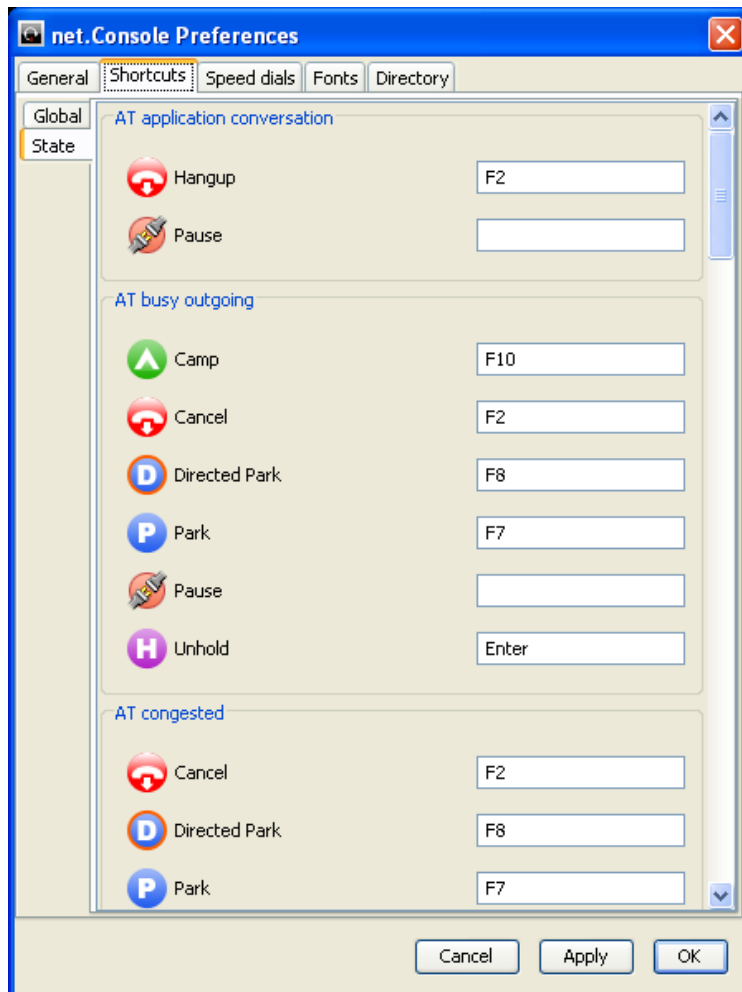 net.Console Preferences
General Shortcuts Speed dials Fonts Directory
Global
State
AT application conversation
Hangup F2
Pause
AT busy outgoing
Camp F10
Cancel F2
D Directed Park F8
P Park F7
Pause
H Unhold Enter
AT congested
Cancel F2
D Directed Park F8
P Park F7
Cancel Apply OK